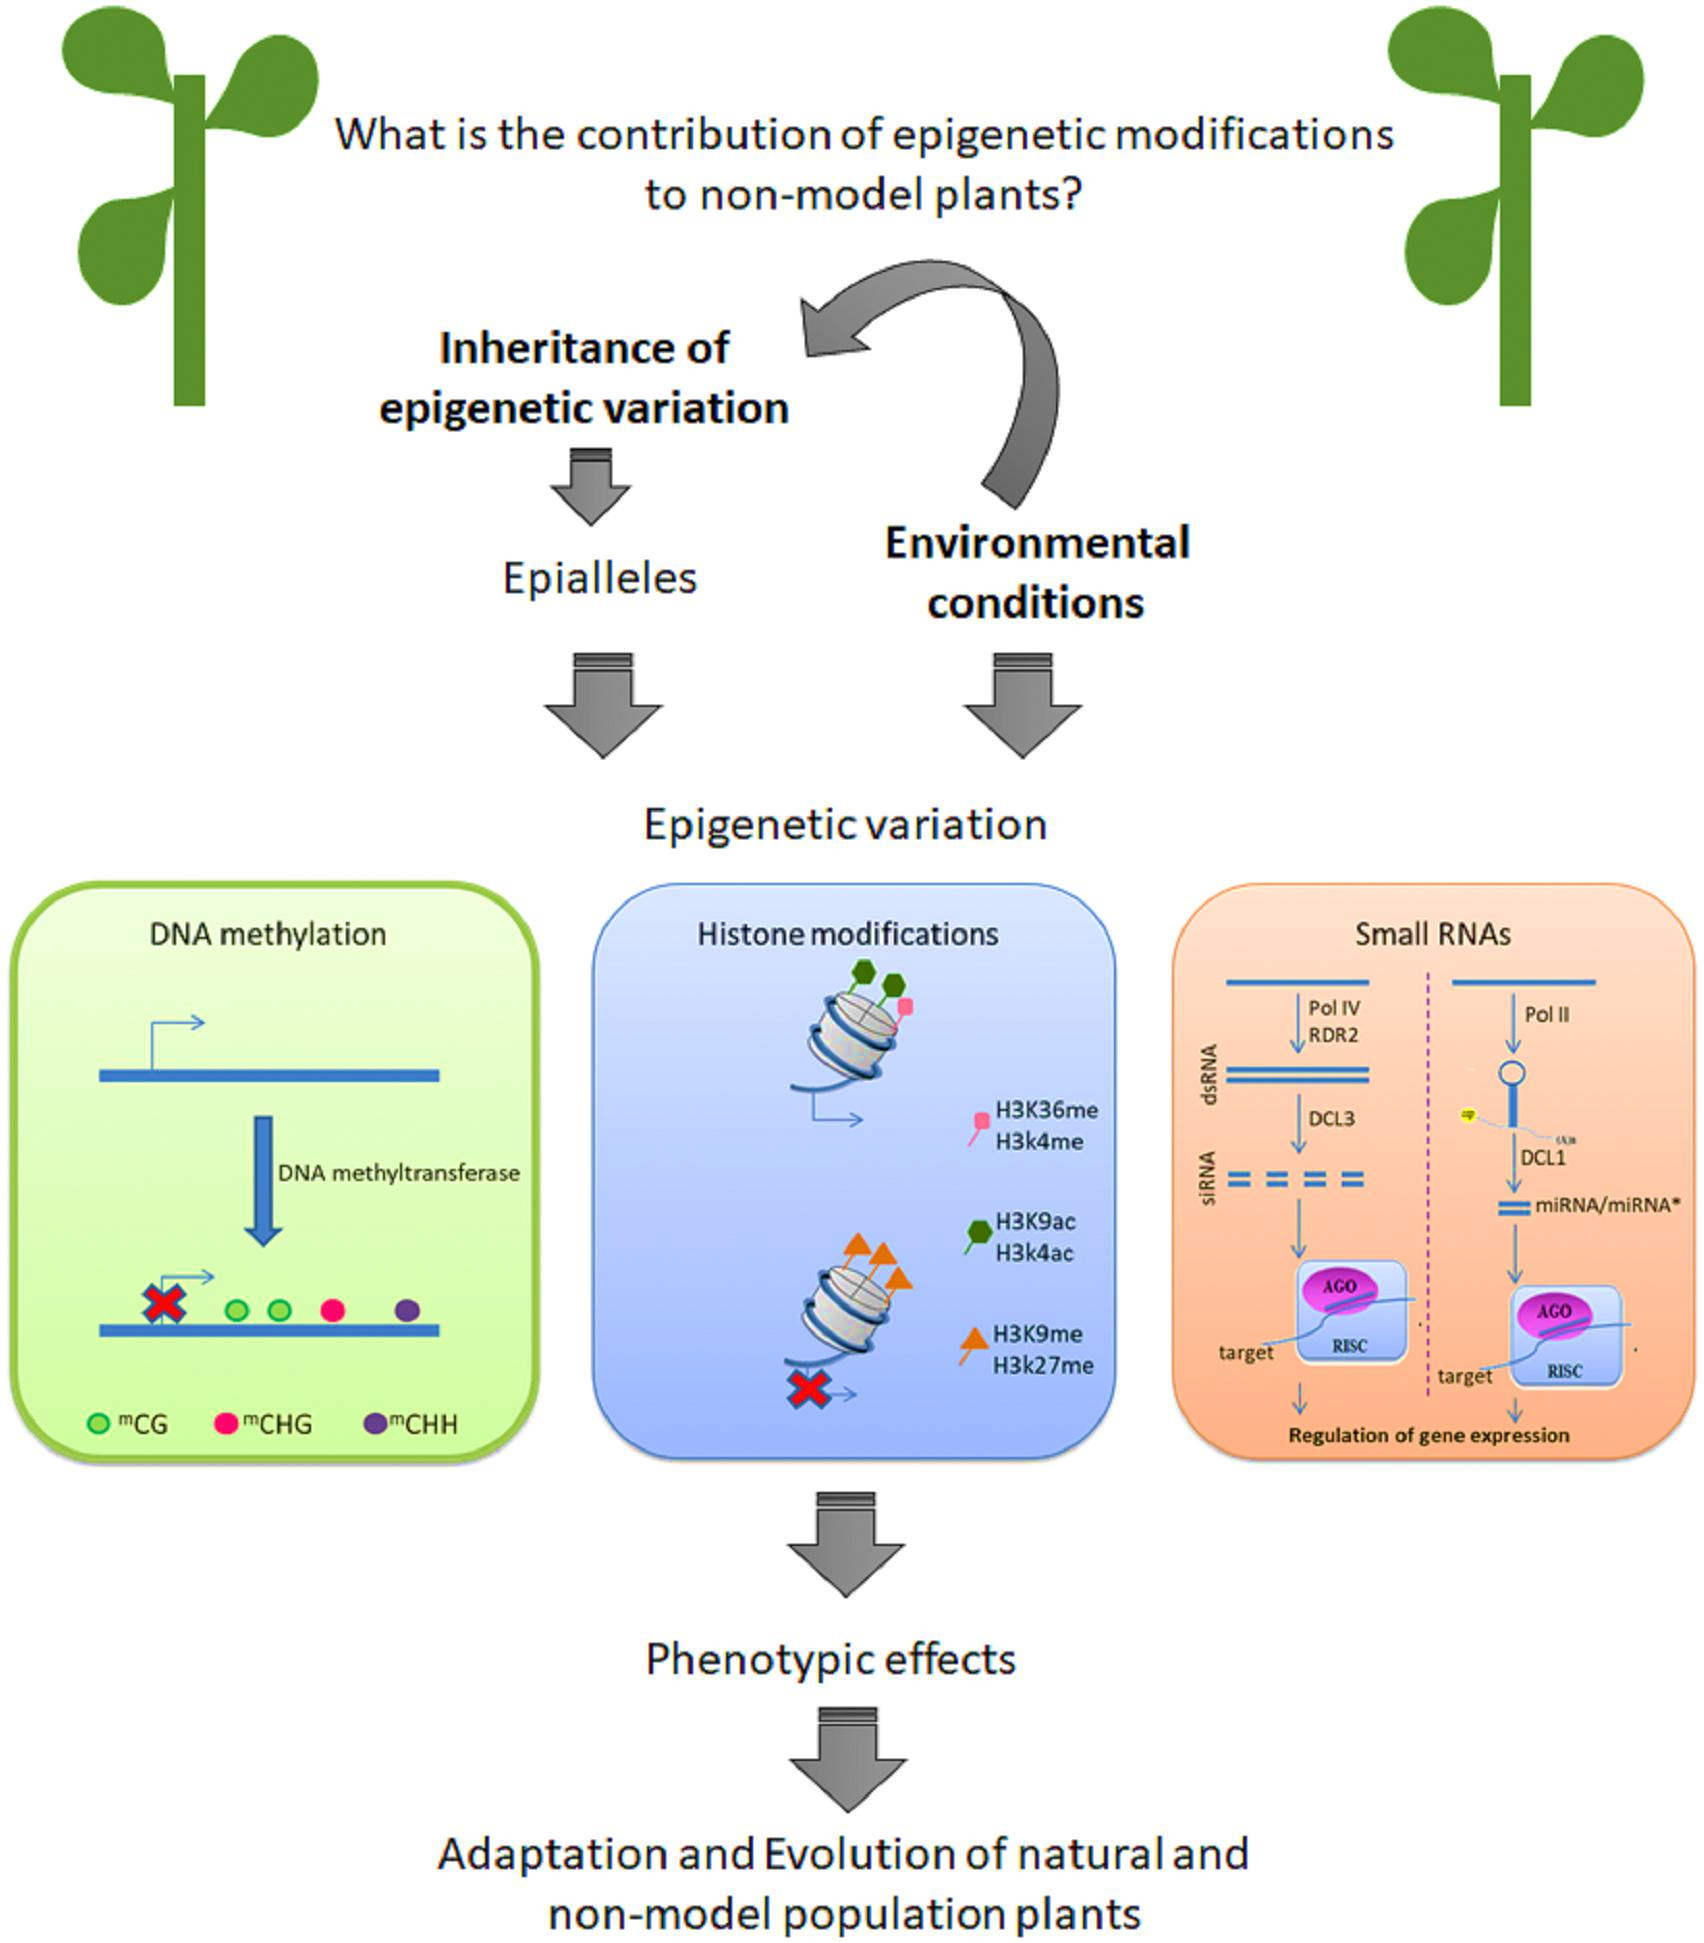 What is the contribution of epigenetic modifications
to non-model plants?
Inheritance of
epigenetic variation
Epialleles
Environmental
conditions
Epigenetic variation
DNA methylation
DNA methyltransferase
mCG
mCHG
mCHH
Histone modifications
H3K36me
H3k4me
H3K9ac
H3k4ac
H3K9me
H3k27me
Small RNAs
Pol IV
RDR2
dsRNA
DCL3
siRNA
AGO
RISC
target
Pol II
cap
(A)n
DCL1
miRNA/miRNA*
AGO
RISC
target
Regulation of gene expression
Phenotypic effects
Adaptation and Evolution of natural and
non-model population plants